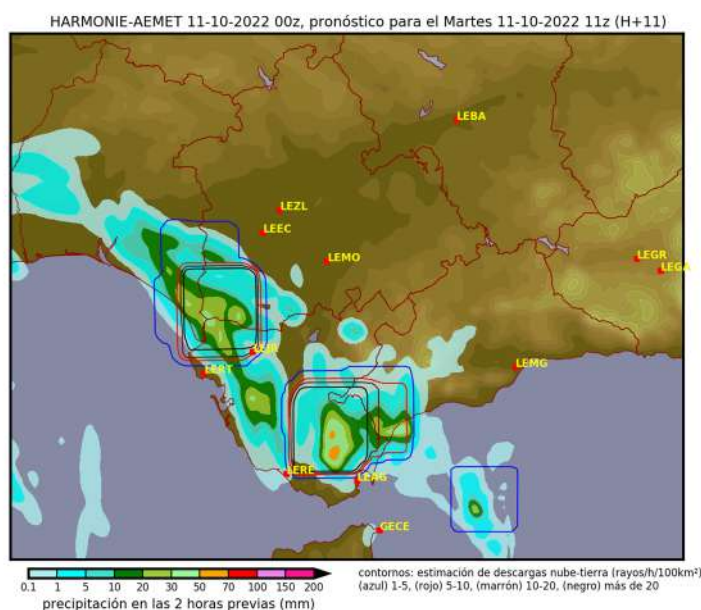 HARMONIE-AEMET 11-10-2022 00z, pronóstico para el Martes 11-10-2022 11z (H+11)
LEBA
LEZL
LEEC
LEMO
LEGR
LEGA
LEJR
LEMG
LERT
LERE
LEAG
GECE
0.1 1 5 10 20 30 50 70 100 150 200
precipitación en las 2 horas previas (mm)
contornos: estimación de descargas nube-tierra (rayos/h/100km²)
(azul) 1-5, (rojo) 5-10, (marrón) 10-20, (negro) más de 20